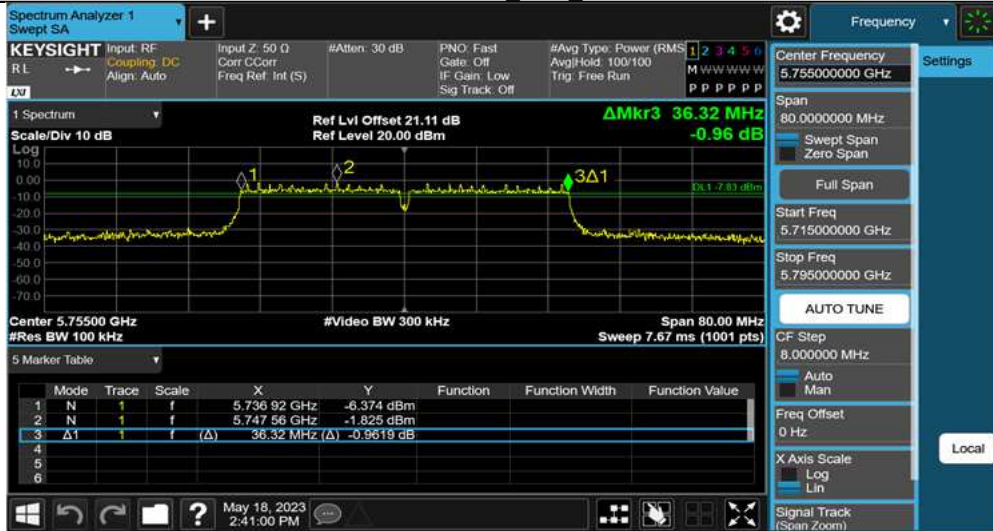 Spectrum Analyzer 1
Swept SA
Frequency
KEYSIGHT
RL
LXI
Input: RF
Coupling: DC
Align: Auto
Input Z: 50 Ω
Corr CCorr
Freq Ref: Int (S)
#Atten: 30 dB
PNO: Fast
Gate: Off
IF Gain: Low
Sig Track: Off
#Avg Type: Power (RMS
Avg|Hold: 100/100
Trig: Free Run
1 2 3 4 5 6
M W W W W W
P P P P P P
1 Spectrum
Scale/Div 10 dB
Ref Lvl Offset 21.11 dB
Ref Level 20.00 dBm
ΔMkr3 36.32 MHz
-0.96 dB
Log
10.0
0.00
-10.0
-20.0
-30.0
-40.0
-50.0
-60.0
-70.0
1
2
3Δ1
DL1 -7.83 dBm
Center 5.75500 GHz
#Res BW 100 kHz
#Video BW 300 kHz
Span 80.00 MHz
Sweep 7.67 ms (1001 pts)
5 Marker Table
Mode Trace Scale X Y Function Function Width Function Value
1 N 1 f 5.736 92 GHz -6.374 dBm
2 N 1 f 5.747 56 GHz -1.825 dBm
3 Δ1 1 f (Δ) 36.32 MHz (Δ) -0.9619 dB
4
5
6
May 18, 2023
2:41:00 PM
Center Frequency
5.755000000 GHz
Span
80.0000000 MHz
Swept Span
Zero Span
Full Span
Start Freq
5.715000000 GHz
Stop Freq
5.795000000 GHz
AUTO TUNE
CF Step
8.000000 MHz
Auto
Man
Freq Offset
0 Hz
X Axis Scale
Log
Lin
Signal Track
(Span Zoom)
Settings
Local